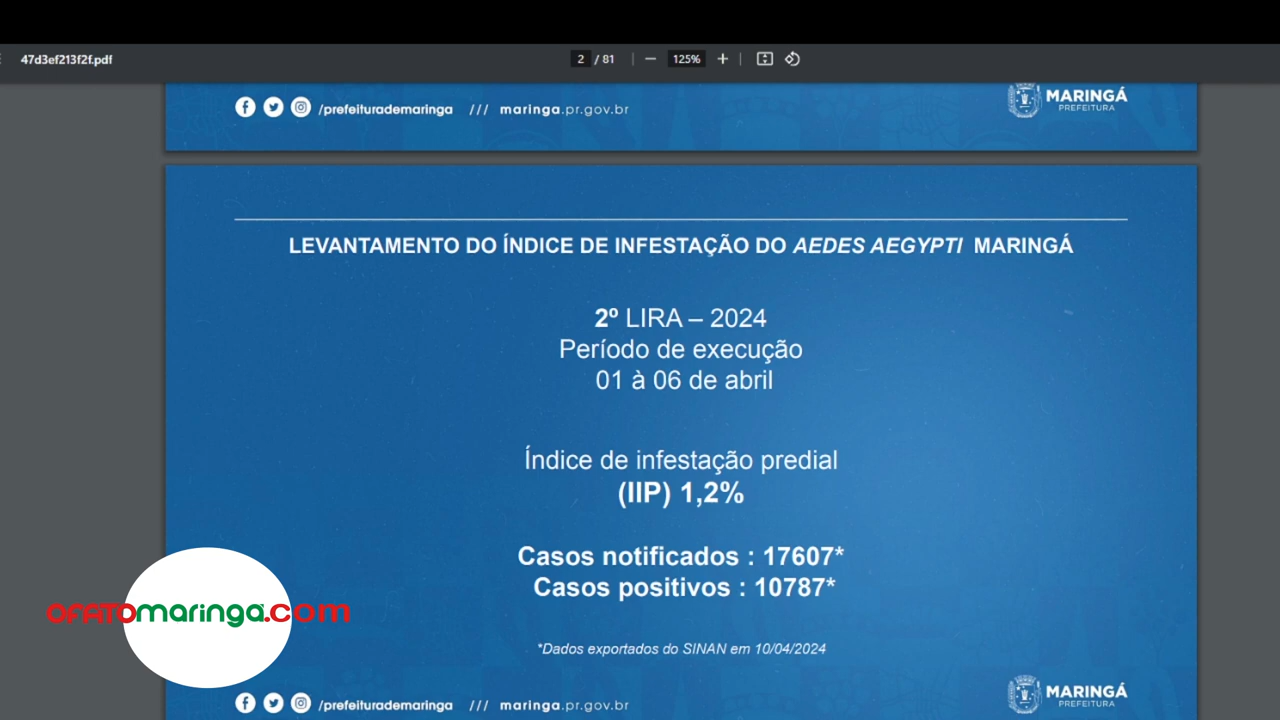 47d3ef213f2f.pdf
2 / 81
125%
/prefeiturademaringa /// maringa.pr.gov.br
MARINGÁ
PREFEITURA
LEVANTAMENTO DO ÍNDICE DE INFESTAÇÃO DO AEDES AEGYPTI MARINGÁ
2º LIRA – 2024
Período de execução
01 à 06 de abril
Índice de infestação predial
(IIP) 1,2%
Casos notificados : 17607*
Casos positivos : 10787*
OFATOmaringá.com
*Dados exportados do SINAN em 10/04/2024
/prefeiturademaringa /// maringa.pr.gov.br
MARINGÁ
PREFEITURA